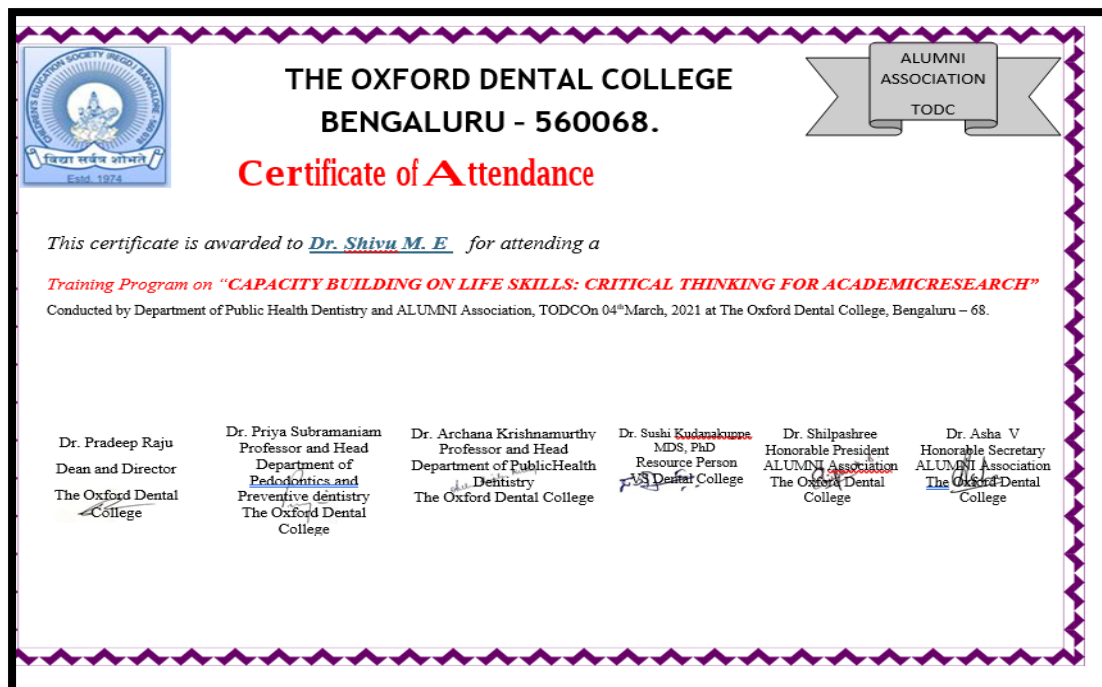 THE OXFORD DENTAL COLLEGE
BENGALURU - 560068.
ALUMNI
ASSOCIATION
TODC
CHILDREN'S EDUCATION SOCIETY (REGD.) BANGALORE
विद्या सर्वत्र शोभते
Estd. 1974
Certificate of Attendance
This certificate is awarded to Dr. Shivu M. E for attending a
Training Program on “CAPACITY BUILDING ON LIFE SKILLS: CRITICAL THINKING FOR ACADEMICRESEARCH”
Conducted by Department of Public Health Dentistry and ALUMNI Association, TODCOn 04th March, 2021 at The Oxford Dental College, Bengaluru – 68.
Dr. Pradeep Raju
Dean and Director
The Oxford Dental
College
Dr. Priya Subramaniam
Professor and Head
Department of
Pedodontics and
Preventive dentistry
The Oxford Dental
College
Dr. Archana Krishnamurthy
Professor and Head
Department of PublicHealth
Dentistry
The Oxford Dental College
Dr. Sushi Kudanakuppe
MDS, PhD
Resource Person
VS Dental College
Dr. Shilpashree
Honorable President
ALUMNI Association
The Oxford Dental
College
Dr. Asha V
Honorable Secretary
ALUMNI Association
The Oxford Dental
College